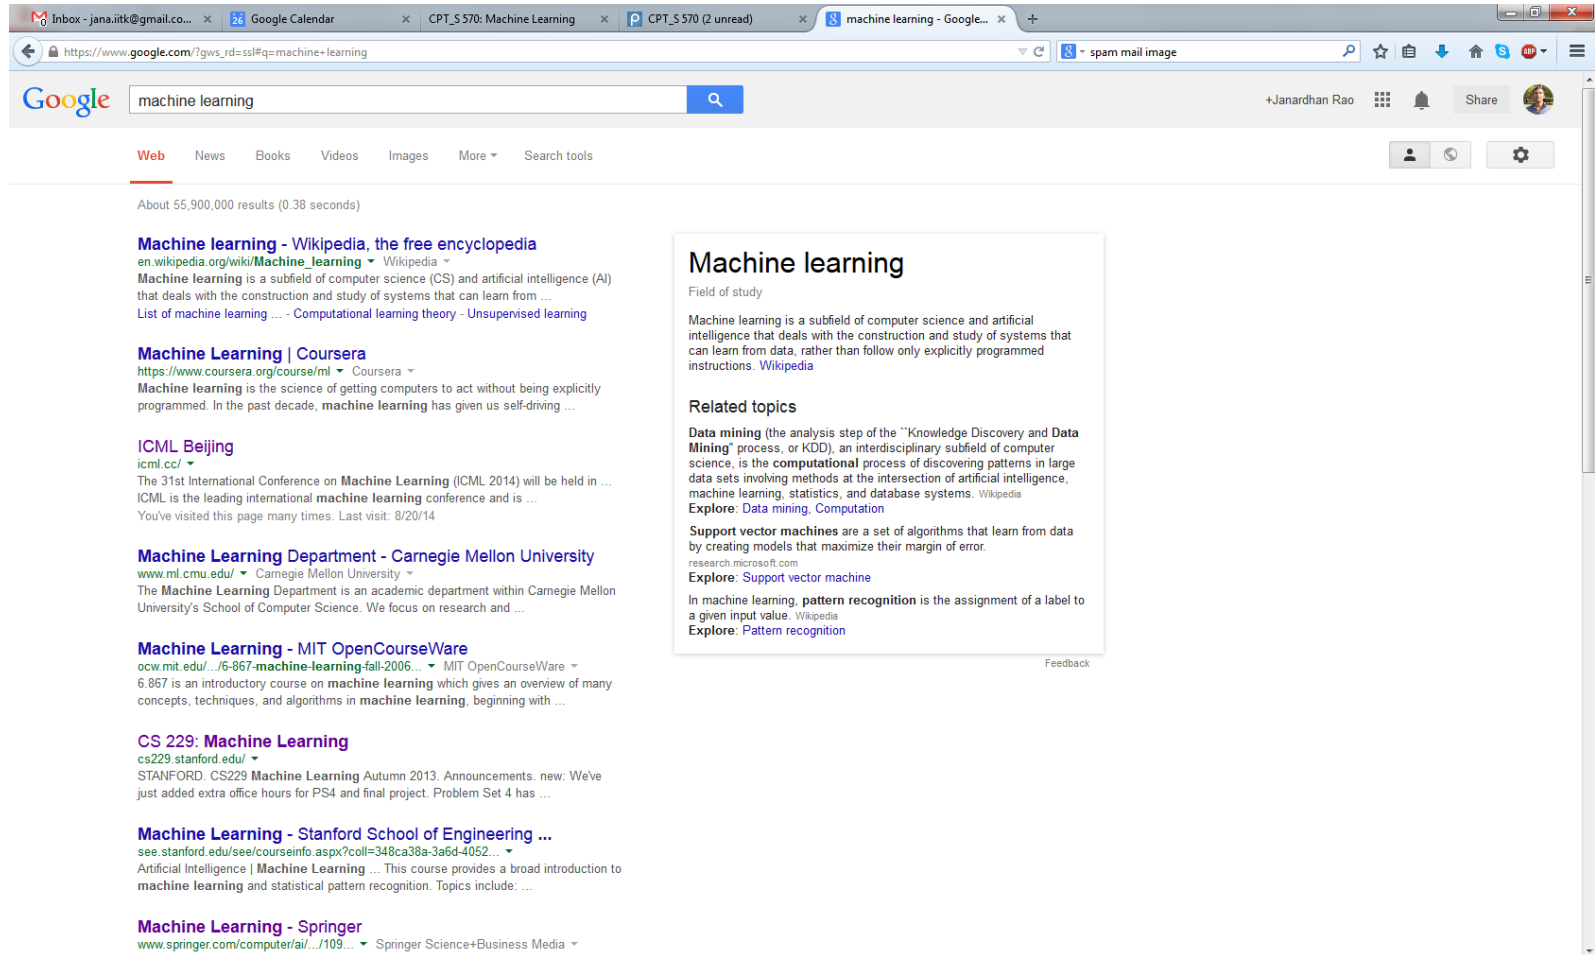 Inbox - jana.iitk@gmail.co...
26 Google Calendar
CPT_S 570: Machine Learning
CPT_S 570 (2 unread)
machine learning - Google...
https://www.google.com/?gws_rd=ssl#q=machine+learning
spam mail image
ABP
Google
machine learning
+Janardhan Rao
Share
Web News Books Videos Images More Search tools
About 55,900,000 results (0.38 seconds)
Machine learning - Wikipedia, the free encyclopedia
en.wikipedia.org/wiki/Machine_learning Wikipedia
Machine learning is a subfield of computer science (CS) and artificial intelligence (AI)
that deals with the construction and study of systems that can learn from ...
List of machine learning ... - Computational learning theory - Unsupervised learning
Machine Learning | Coursera
https://www.coursera.org/course/ml Coursera
Machine learning is the science of getting computers to act without being explicitly
programmed. In the past decade, machine learning has given us self-driving ...
ICML Beijing
icml.cc/
The 31st International Conference on Machine Learning (ICML 2014) will be held in ...
ICML is the leading international machine learning conference and is ...
You've visited this page many times. Last visit: 8/20/14
Machine Learning Department - Carnegie Mellon University
www.ml.cmu.edu/ Carnegie Mellon University
The Machine Learning Department is an academic department within Carnegie Mellon
University's School of Computer Science. We focus on research and ...
Machine Learning - MIT OpenCourseWare
ocw.mit.edu/.../6-867-machine-learning-fall-2006... MIT OpenCourseWare
6.867 is an introductory course on machine learning which gives an overview of many
concepts, techniques, and algorithms in machine learning, beginning with ...
CS 229: Machine Learning
cs229.stanford.edu/
STANFORD. CS229 Machine Learning Autumn 2013. Announcements. new: We've
just added extra office hours for PS4 and final project. Problem Set 4 has ...
Machine Learning - Stanford School of Engineering ...
see.stanford.edu/see/courseinfo.aspx?coll=348ca38a-3a6d-4052...
Artificial Intelligence | Machine Learning ... This course provides a broad introduction to
machine learning and statistical pattern recognition. Topics include: ...
Machine Learning - Springer
www.springer.com/computer/ai/.../109... Springer Science+Business Media
Machine learning
Field of study
Machine learning is a subfield of computer science and artificial
intelligence that deals with the construction and study of systems that
can learn from data, rather than follow only explicitly programmed
instructions. Wikipedia
Related topics
Data mining (the analysis step of the ``Knowledge Discovery and Data
Mining'' process, or KDD), an interdisciplinary subfield of computer
science, is the computational process of discovering patterns in large
data sets involving methods at the intersection of artificial intelligence,
machine learning, statistics, and database systems. Wikipedia
Explore: Data mining, Computation
Support vector machines are a set of algorithms that learn from data
by creating models that maximize their margin of error.
research.microsoft.com
Explore: Support vector machine
In machine learning, pattern recognition is the assignment of a label to
a given input value. Wikipedia
Explore: Pattern recognition
Feedback